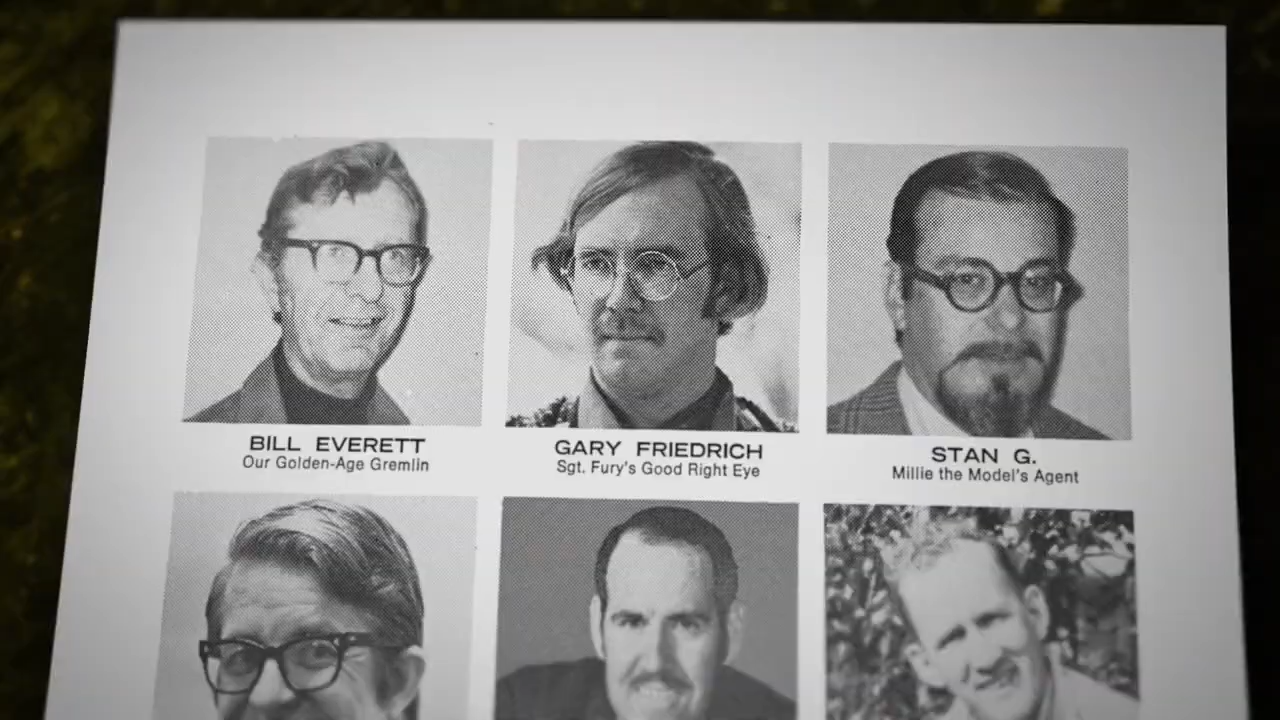 BILL EVERETT
Our Golden-Age Gremlin
GARY FRIEDRICH
Sgt. Fury's Good Right Eye
STAN G.
Millie the Model's Agent